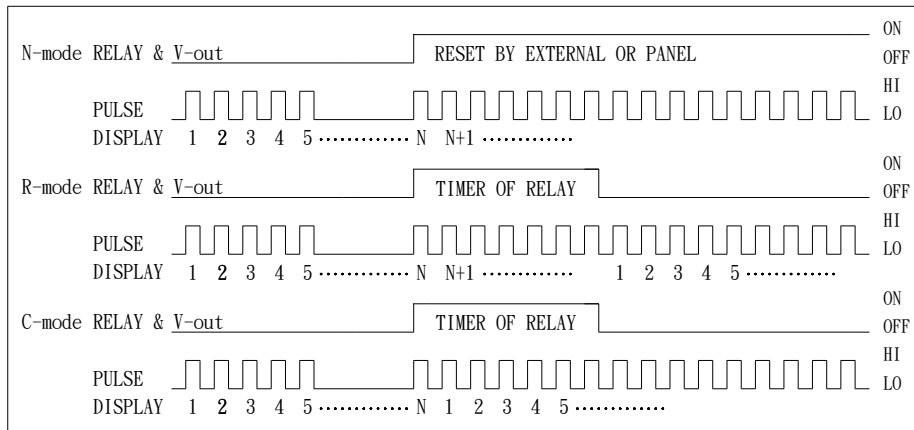 ON
N-mode RELAY & V-out RESET BY EXTERNAL OR PANEL OFF
HI
PULSE LO
DISPLAY 1 2 3 4 5 ············ N N+1 ············
ON
R-mode RELAY & V-out TIMER OF RELAY OFF
HI
PULSE LO
DISPLAY 1 2 3 4 5 ············ N N+1 ············ 1 2 3 4 5 ············
ON
C-mode RELAY & V-out TIMER OF RELAY OFF
HI
PULSE LO
DISPLAY 1 2 3 4 5 ············ N 1 2 3 4 5 ············